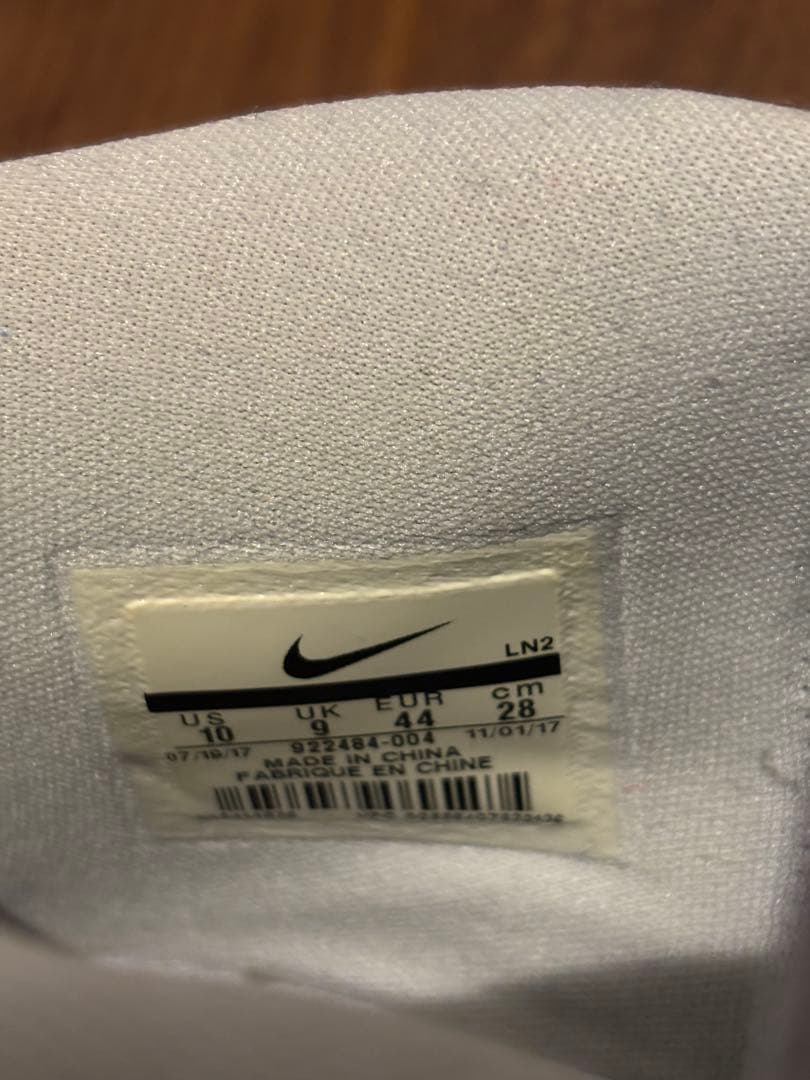 LN2
US UK EUR cm
10 9 44 28
07/18/17 922484-004 11/01/17
MADE IN CHINA
FABRIQUE EN CHINE